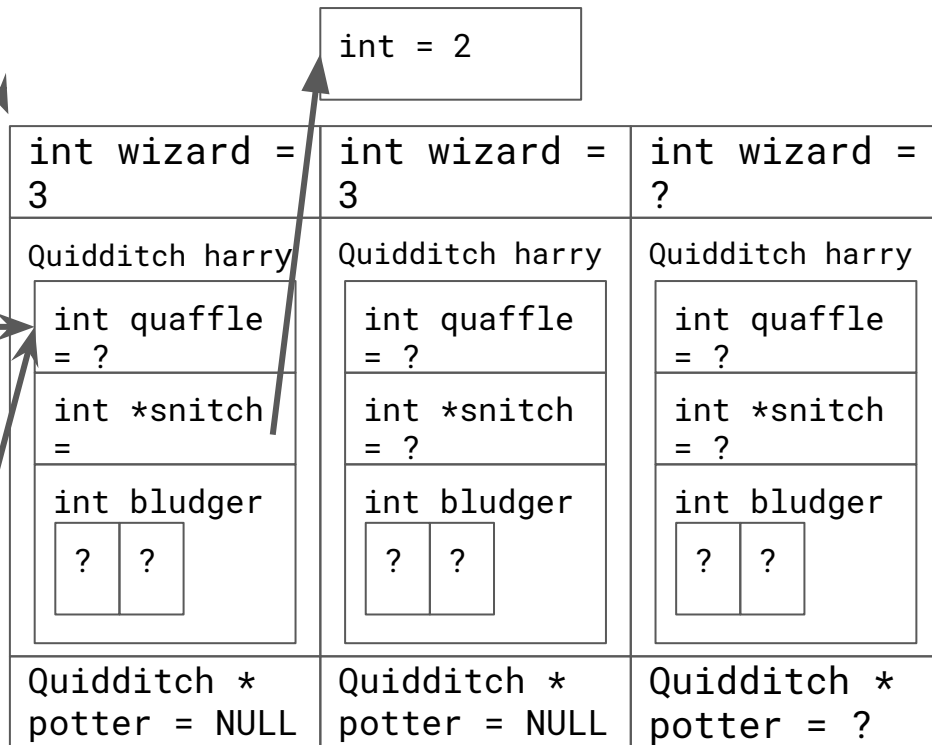 int = 2
int wizard =
3
int wizard =
3
int wizard =
?
Quidditch harry
Quidditch harry
Quidditch harry
int quaffle
= ?
int quaffle
= ?
int quaffle
= ?
int *snitch
=
int *snitch
= ?
int *snitch
= ?
int bludger
? ?
int bludger
? ?
int bludger
? ?
Quidditch *
potter = NULL
Quidditch *
potter = NULL
Quidditch *
potter = ?